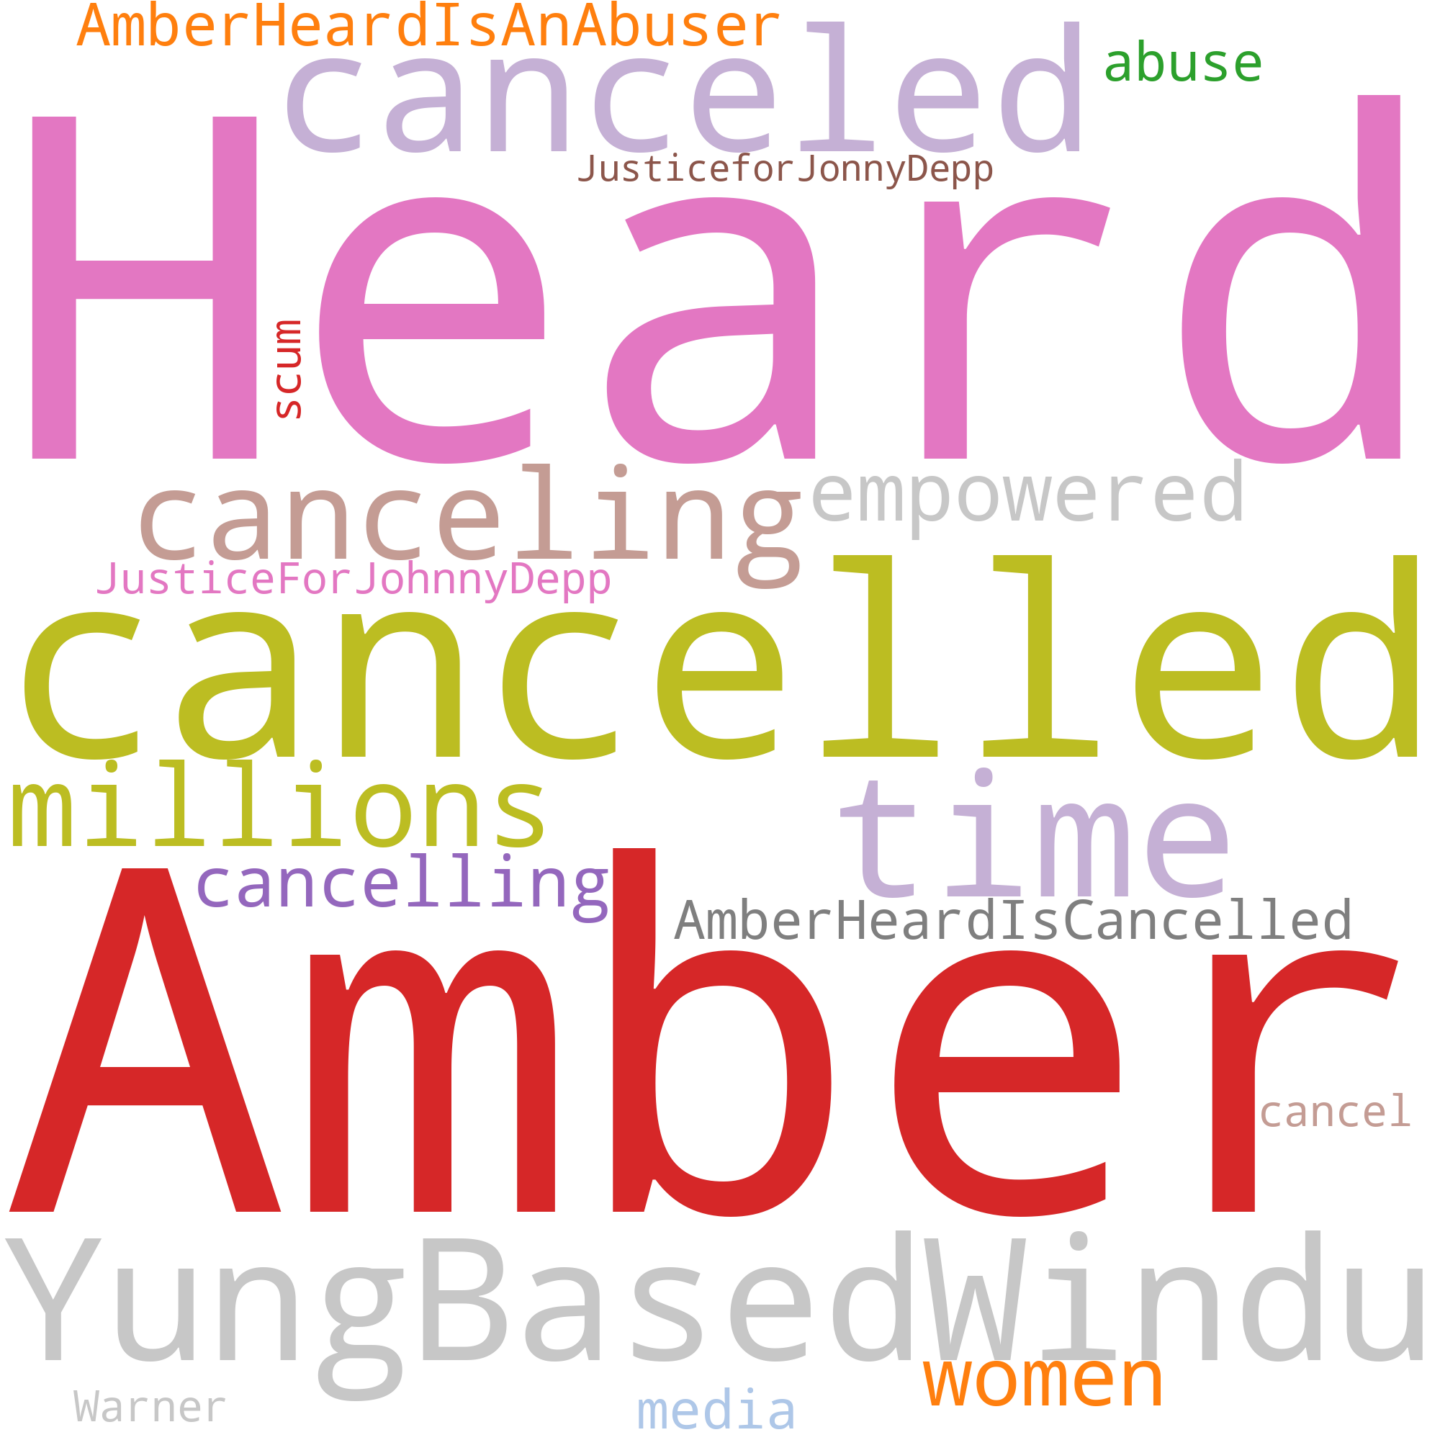 AmberHeardIsAnAbuser
canceled
abuse
JusticeforJonnyDepp
Heard
scum
canceling
empowered
JusticeForJohnnyDepp
cancelled
millions
time
cancelling
AmberHeardIsCancelled
Amber
cancel
YungBasedWindu
women
Warner
media